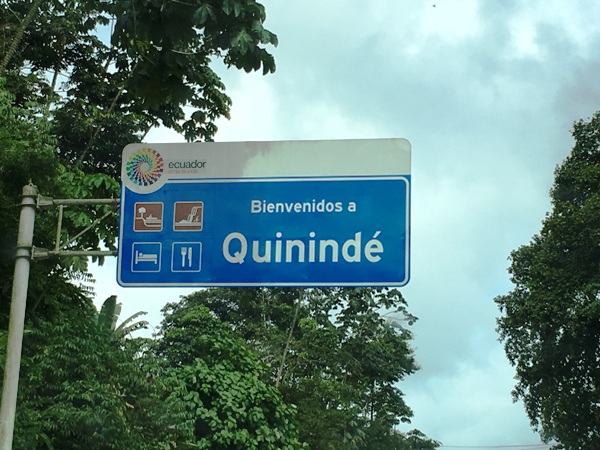 ecuador
Bienvenidos a
Quinindé